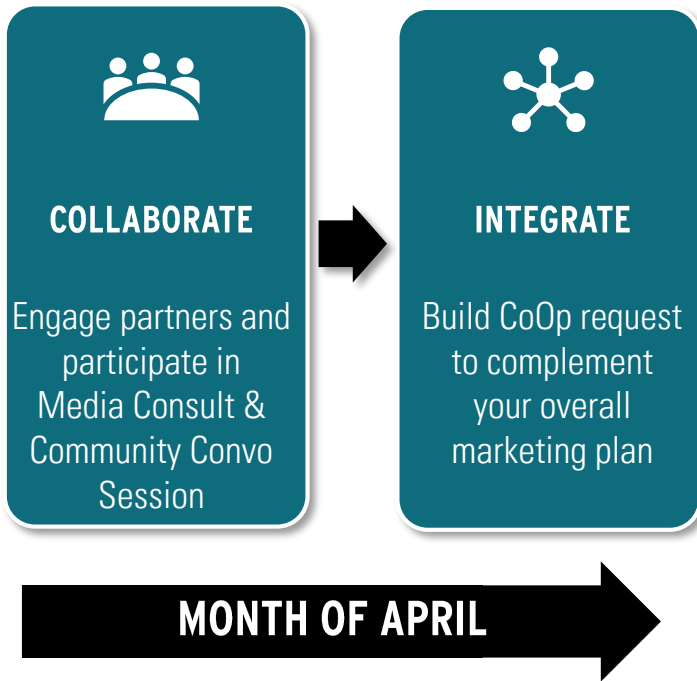 COLLABORATE
Engage partners and
participate in
Media Consult &
Community Convo
Session
INTEGRATE
Build CoOp request
to complement
your overall
marketing plan
MONTH OF APRIL